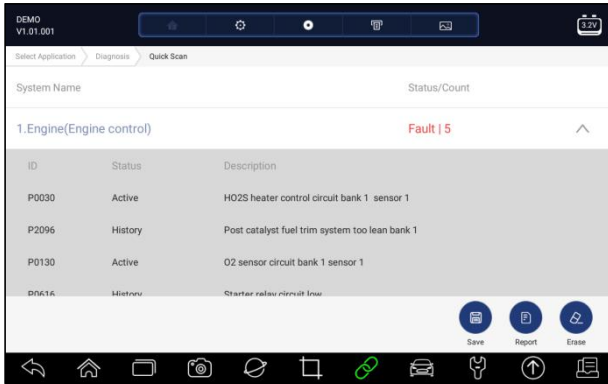 DEMO
V1.01.001
3.2V
Select Application Diagnosis Quick Scan
System Name Status/Count
1.Engine(Engine control) Fault | 5
ID Status Description
P0030 Active HO2S heater control circuit bank 1 sensor 1
P2096 History Post catalyst fuel trim system too lean bank 1
P0130 Active O2 sensor circuit bank 1 sensor 1
P0616 History Starter relay circuit low
Save Report Erase